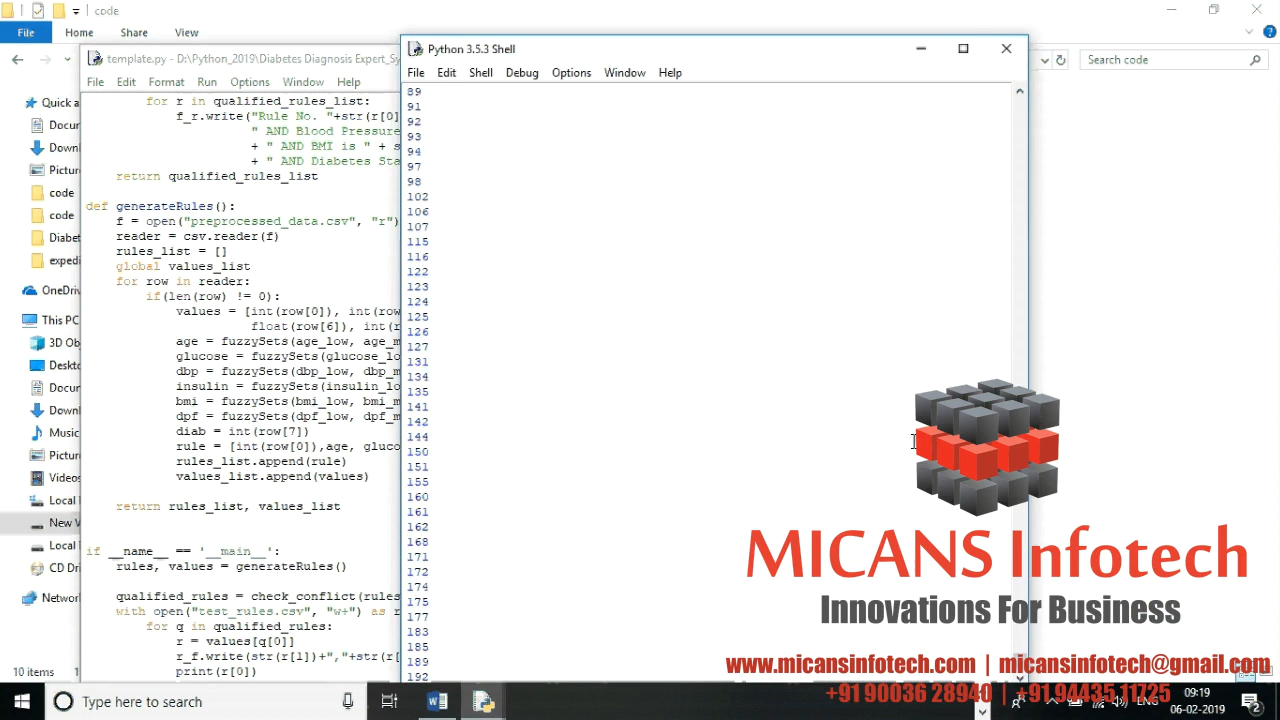 code
File
Home
Share
View
Search code
Quick a
Docur
Down
Pictur
code
code
Diabet
expedi
OneDriv
This PC
3D Obj
Deskto
Docur
Downl
Music
Pictur
Videos
Local
New V
Local
CD Dri
Networ
10 items
template.py - D:\Python_2019\Diabetes Diagnosis Expert_Sy
File Edit Format Run Options Window Help
for r in qualified_rules_list:
f_r.write("Rule No. "+str(r[0]
" AND Blood Pressure
+ " AND BMI is " + s
+ " AND Diabetes Sta
return qualified_rules_list
def generateRules():
f = open("preprocessed_data.csv", "r")
reader = csv.reader(f)
rules_list = []
global values_list
for row in reader:
if(len(row) != 0):
values = [int(row[0]), int(row
float(row[6]), int(r
age = fuzzySets(age_low, age_m
glucose = fuzzySets(glucose_lo
dbp = fuzzySets(dbp_low, dbp_m
insulin = fuzzySets(insulin_lo
bmi = fuzzySets(bmi_low, bmi_m
dpf = fuzzySets(dpf_low, dpf_m
diab = int(row[7])
rule = [int(row[0]),age, gluco
rules_list.append(rule)
values_list.append(values)
return rules_list, values_list
if __name__ == '__main__':
rules, values = generateRules()
qualified_rules = check_conflict(rules
with open("test_rules.csv", "w+") as r
for q in qualified_rules:
r = values[q[0]]
r_f.write(str(r[1])+","+str(r[
print(r[0])
Python 3.5.3 Shell
File Edit Shell Debug Options Window Help
89
91
92
93
94
97
98
102
106
107
115
116
122
123
124
125
126
127
131
134
135
141
142
144
150
151
155
160
161
162
168
171
172
174
175
177
183
185
189
192
MICANS Infotech
Innovations For Business
www.micansinfotech.com | micansinfotech@gmail.com
+91 90036 28940 | +91 94435 11725
Type here to search
ENG
09:19
06-02-2019
2